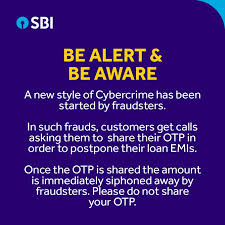 SBI
BE ALERT &
BE AWARE
A new style of Cybercrime has been
started by fraudsters.
In such frauds, customers get calls
asking them to share their OTP in
order to postpone their loan EMIs.
Once the OTP is shared the amount
is immediately siphoned away by
fraudsters. Please do not share
your OTP.